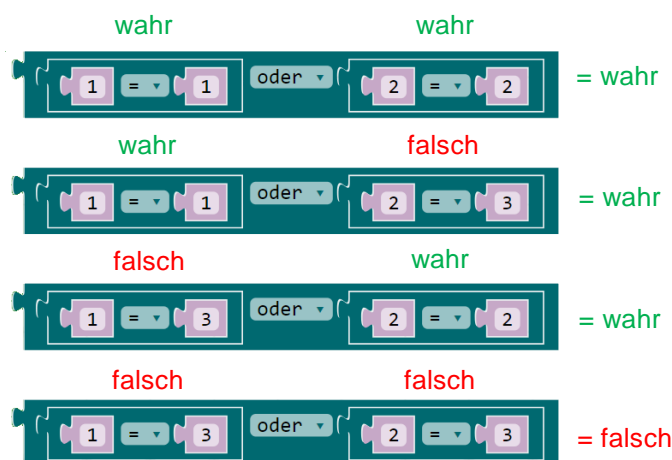 wahr wahr
1 = 1 oder 2 = 2 = wahr
wahr falsch
1 = 1 oder 2 = 3 = wahr
falsch wahr
1 = 3 oder 2 = 2 = wahr
falsch falsch
1 = 3 oder 2 = 3 = falsch